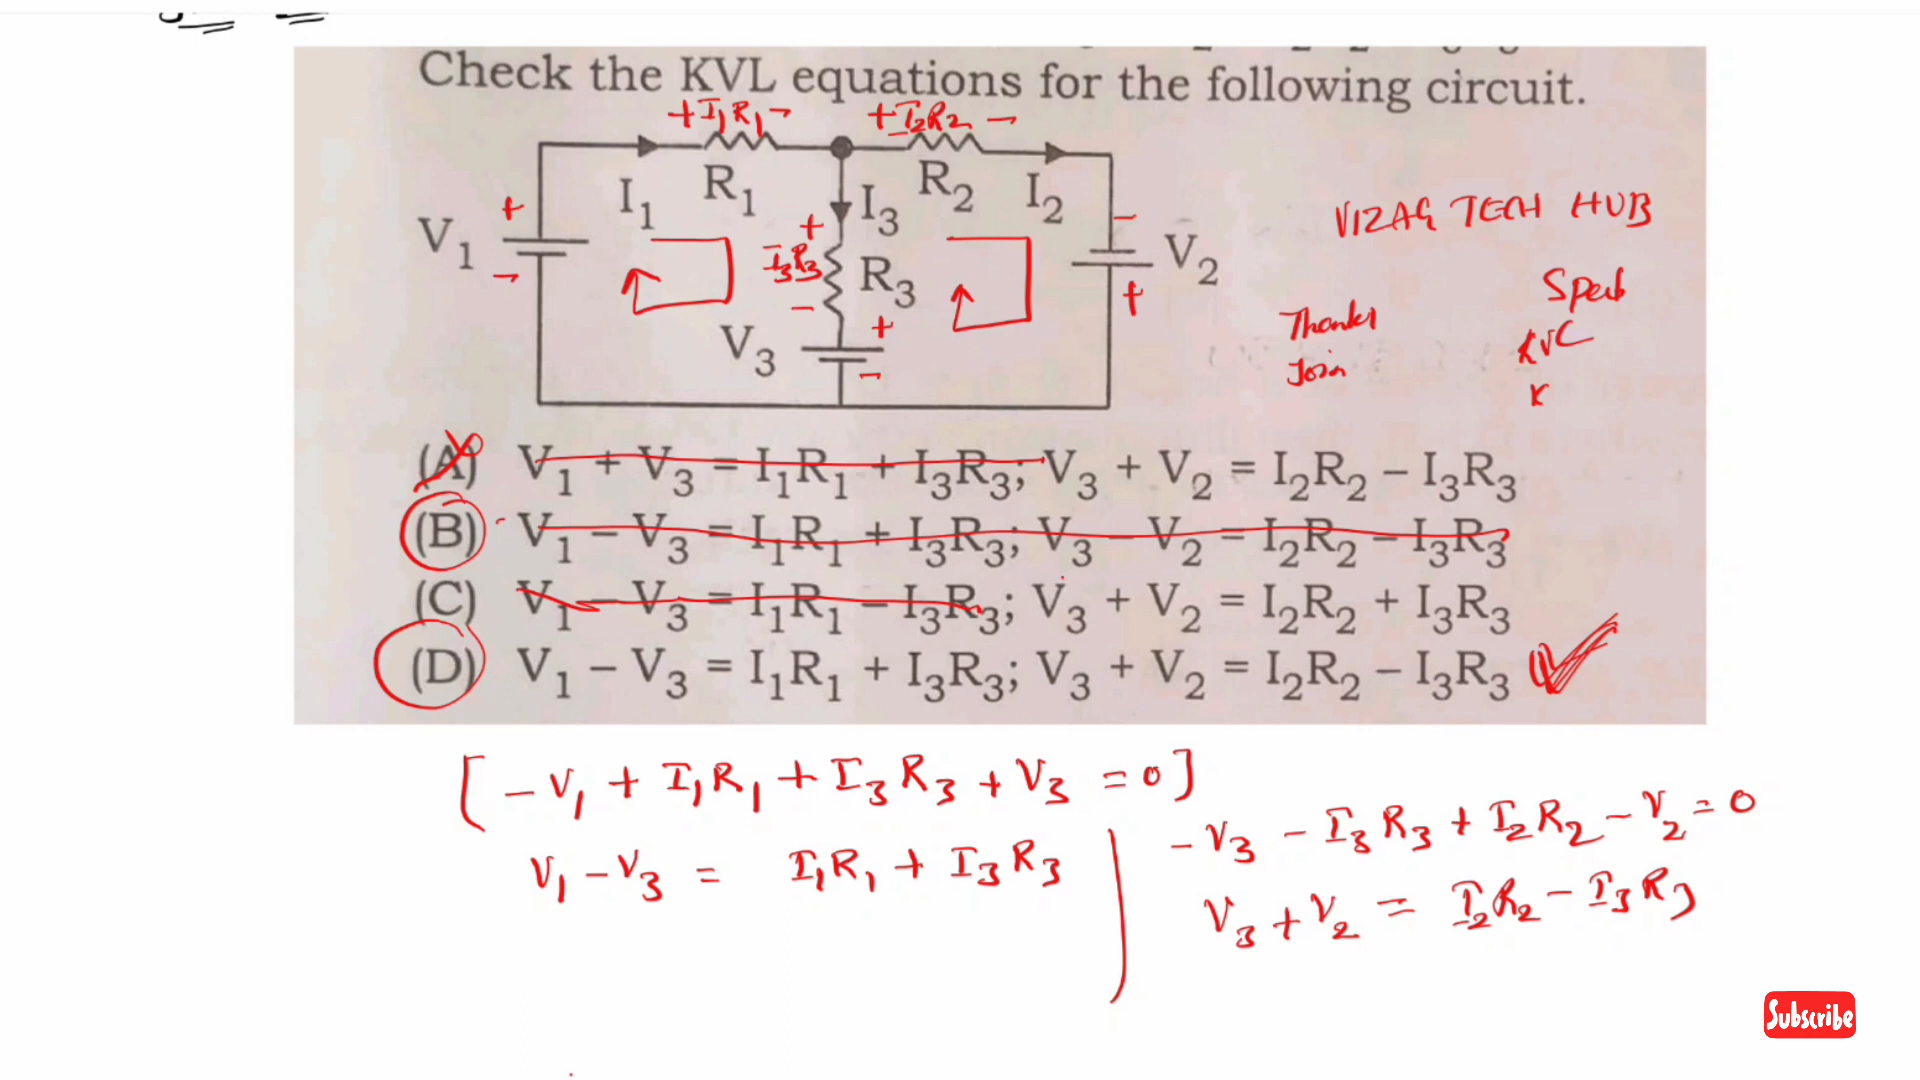 Check the KVL equations for the following circuit.
+I₁R₁-
+I₂R₂-
I₁
R₁
I₃
R₂
I₂
V₁
+
-
+
I₃R₃
-
R₃
-
V₂
+
V₃
+
-
VIZAG TECH HUB
Thanks
Join
K
(A) V₁ + V₃ = I₁R₁ + I₃R₃; V₃ + V₂ = I₂R₂ - I₃R₃
(B) V₁ - V₃ = I₁R₁ + I₃R₃; V₃ - V₂ = I₂R₂ - I₃R₃
(C) V₁ - V₃ = I₁R₁ - I₃R₃; V₃ + V₂ = I₂R₂ + I₃R₃
(D) V₁ - V₃ = I₁R₁ + I₃R₃; V₃ + V₂ = I₂R₂ - I₃R₃
[-V₁ + I₁R₁ + I₃R₃ + V₃ = 0]
V₁ - V₃ = I₁R₁ + I₃R₃
-V₃ - I₃R₃ + I₂R₂ - V₂ = 0
V₃ + V₂ = I₂R₂ - I₃R₃
Subscribe